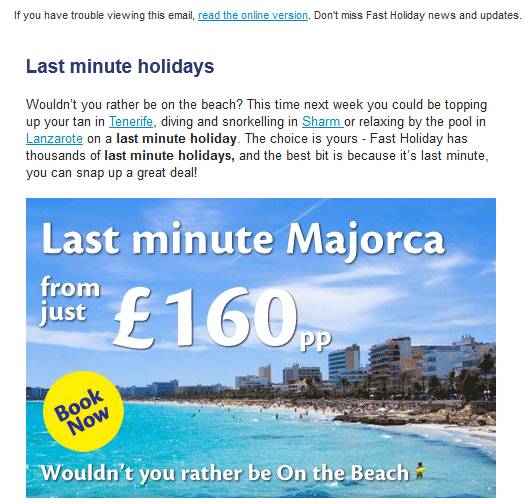 If you have trouble viewing this email, read the online version. Don't miss Fast Holiday news and updates.
Last minute holidays
Wouldn't you rather be on the beach? This time next week you could be topping
up your tan in Tenerife, diving and snorkelling in Sharm or relaxing by the pool in
Lanzarote on a last minute holiday. The choice is yours - Fast Holiday has
thousands of last minute holidays, and the best bit is because it's last minute,
you can snap up a great deal!
Last minute Majorca
from
just
£160pp
Book
Now
Wouldn't you rather be On the Beach